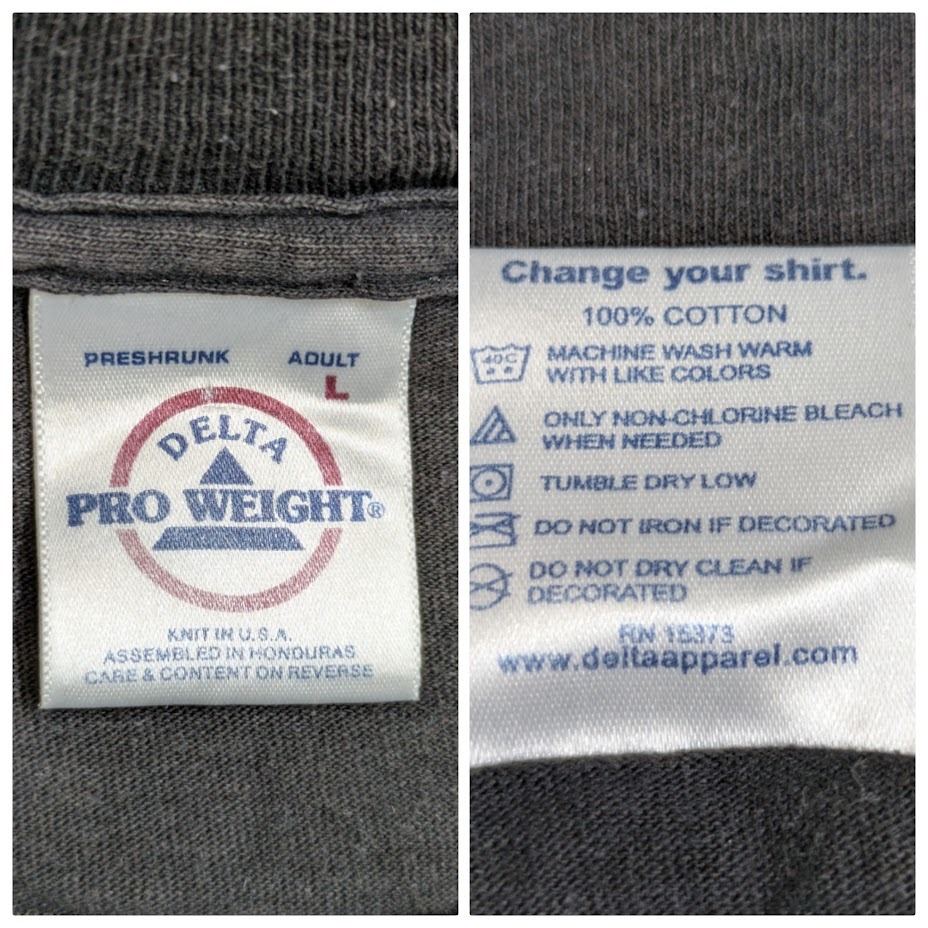 PRESHRUNK ADULT
L
DELTA
PRO WEIGHT®
KNIT IN U.S.A.
ASSEMBLED IN HONDURAS
CARE & CONTENT ON REVERSE
Change your shirt.
100% COTTON
40C
MACHINE WASH WARM
WITH LIKE COLORS
ONLY NON-CHLORINE BLEACH
WHEN NEEDED
TUMBLE DRY LOW
DO NOT IRON IF DECORATED
DO NOT DRY CLEAN IF
DECORATED
RN 15373
www.deltaapparel.com